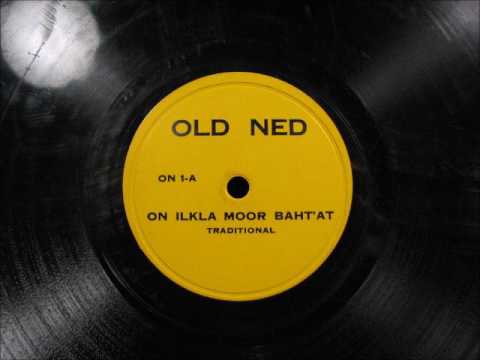 OLD NED
ON 1-A
ON ILKLA MOOR BAHT'AT
TRADITIONAL